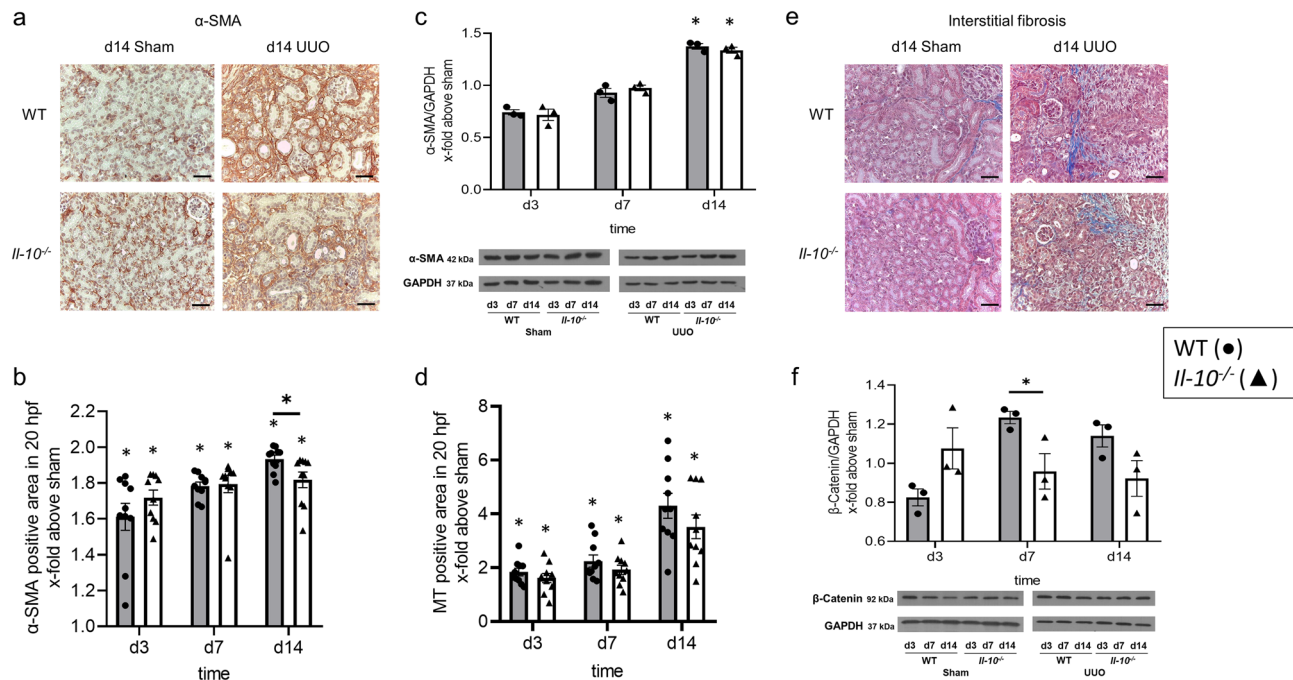 a
α-SMA
d14 Sham
d14 UUO
WT
Il-10-/-
c
α-SMA/GAPDH
x-fold above sham
1.5
1.0
0.5
0.0
*
*
d3
d7
d14
time
α-SMA 42 kDa
GAPDH 37 kDa
d3 d7 d14 d3 d7 d14
WT
Il-10-/-
Sham
d3 d7 d14 d3 d7 d14
WT
Il-10-/-
UUO
e
Interstitial fibrosis
d14 Sham
d14 UUO
WT
Il-10-/-
WT (●)
Il-10-/- (▲)
b
α-SMA positive area in 20 hpf
x-fold above sham
2.2
2.0
1.8
1.6
1.4
1.2
1.0
* * * * * * *
d3
d7
d14
time
d
MT positive area in 20 hpf
x-fold above sham
8
6
4
2
0
* * * * * *
d3
d7
d14
time
f
β-Catenin/GAPDH
x-fold above sham
1.4
1.2
1.0
0.8
0.6
*
d3
d7
d14
time
β-Catenin 92 kDa
GAPDH 37 kDa
d3 d7 d14 d3 d7 d14
WT
Il-10-/-
Sham
d3 d7 d14 d3 d7 d14
WT
Il-10-/-
UUO